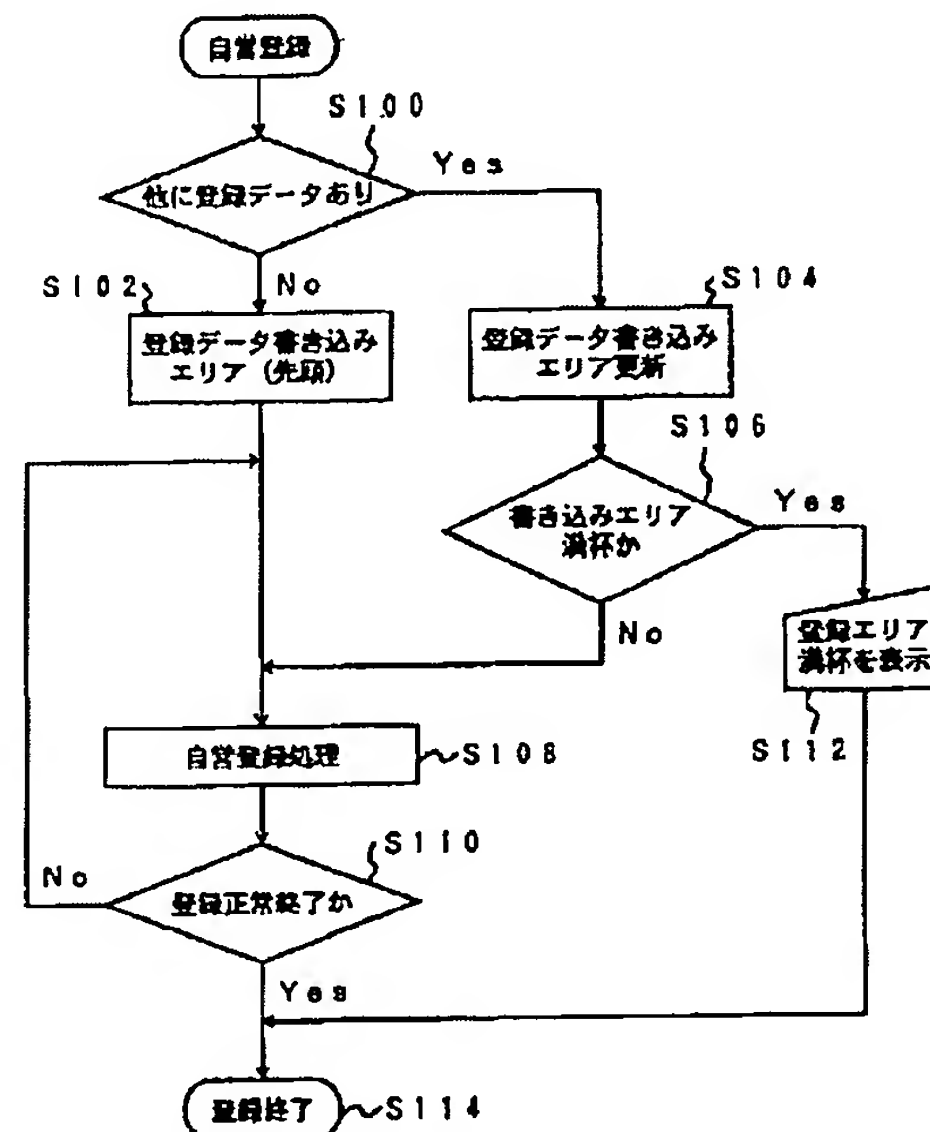 自営登録
S100
他に登録データあり
Yes
No
S102
登録データ書き込み
エリア（先頭）
S104
登録データ書き込み
エリア更新
S106
書き込みエリア
満杯か
Yes
No
登録エリア
満杯を表示
S112
自営登録処理
S108
S110
登録正常終了か
No
Yes
登録終了
S114